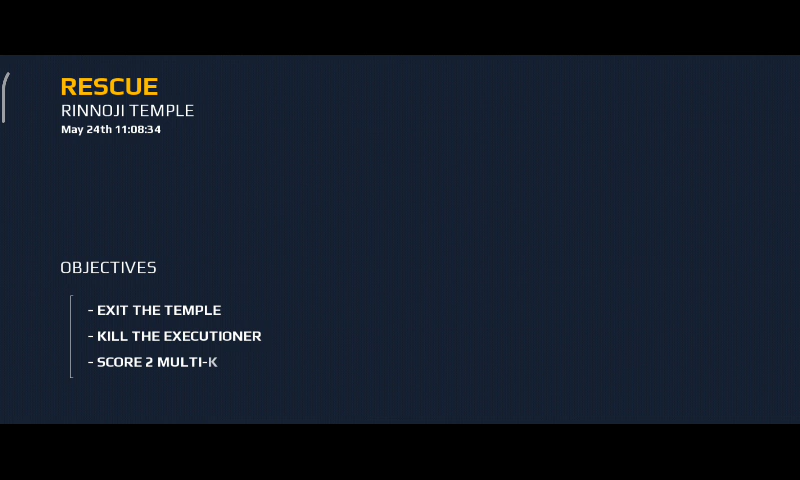 RESCUE
RINNOJI TEMPLE
May 24th 11:08:34
OBJECTIVES
- EXIT THE TEMPLE
- KILL THE EXECUTIONER
- SCORE 2 MULTI-K